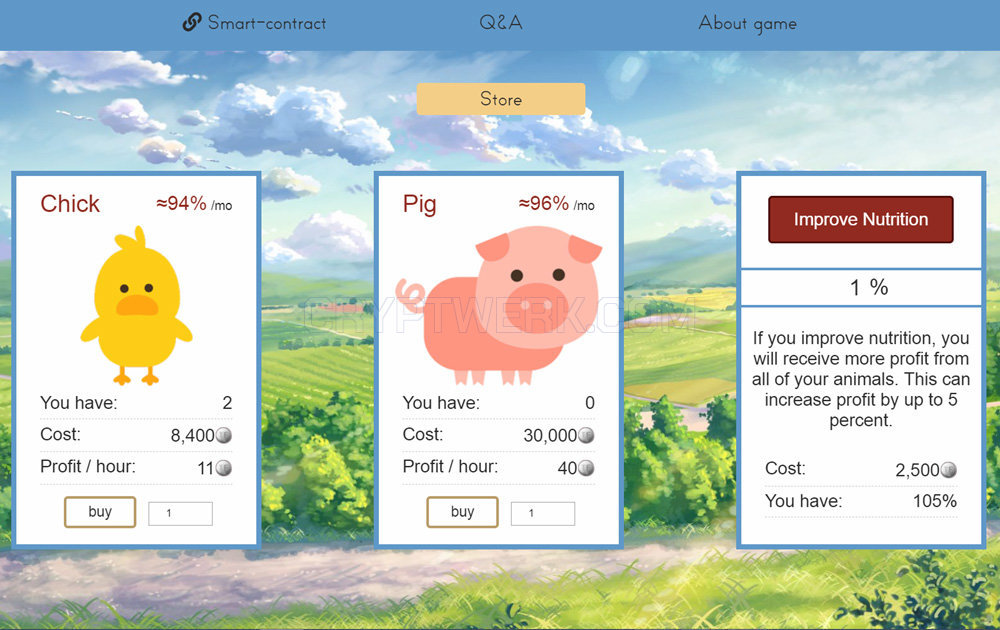 Smart-contract
Q&A
About game
Store
Chick
≈94% /mo
You have: 2
Cost: 8,400
Profit / hour: 11
buy
1
Pig
≈96% /mo
You have: 0
Cost: 30,000
Profit / hour: 40
buy
1
Improve Nutrition
1 %
If you improve nutrition, you
will receive more profit from
all of your animals. This can
increase profit by up to 5
percent.
Cost: 2,500
You have: 105%
CRYPTWERK.COM